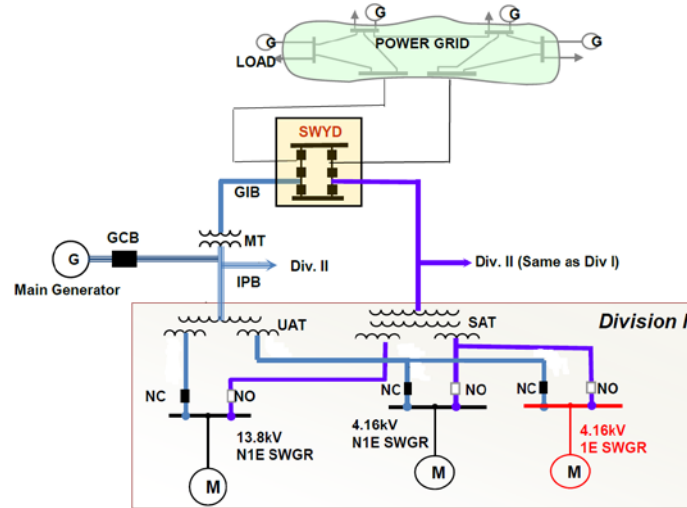 G
G
G
POWER GRID
G
LOAD
SWYD
GIB
GCB
MT
G
IPB
Div. II
Div. II (Same as Div I)
Main Generator
UAT
SAT
Division I
NC
NO
NC
NO
NC
NO
13.8kV
N1E SWGR
4.16kV
N1E SWGR
4.16kV
1E SWGR
M
M
M